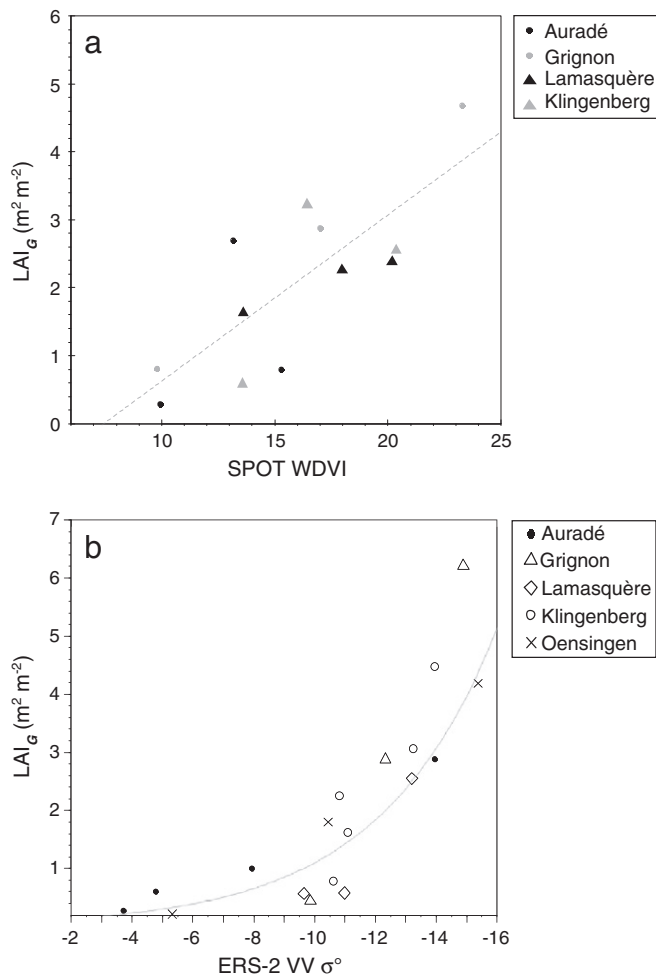 a
6
5
4
3
2
1
0
LAI_G (m² m⁻²)
10
15
20
25
SPOT WDVI
Auradé
Grignon
Lamasquère
Klingenberg
b
7
6
5
4
3
2
1
LAI_G (m² m⁻²)
-2
-4
-6
-8
-10
-12
-14
-16
ERS-2 VV σ°
Auradé
Grignon
Lamasquère
Klingenberg
Oensingen